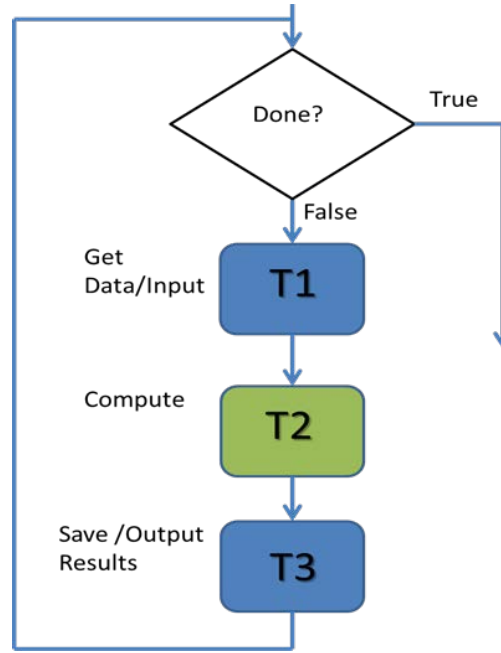 Done?
True
False
Get
Data/Input
T1
Compute
T2
Save /Output
Results
T3